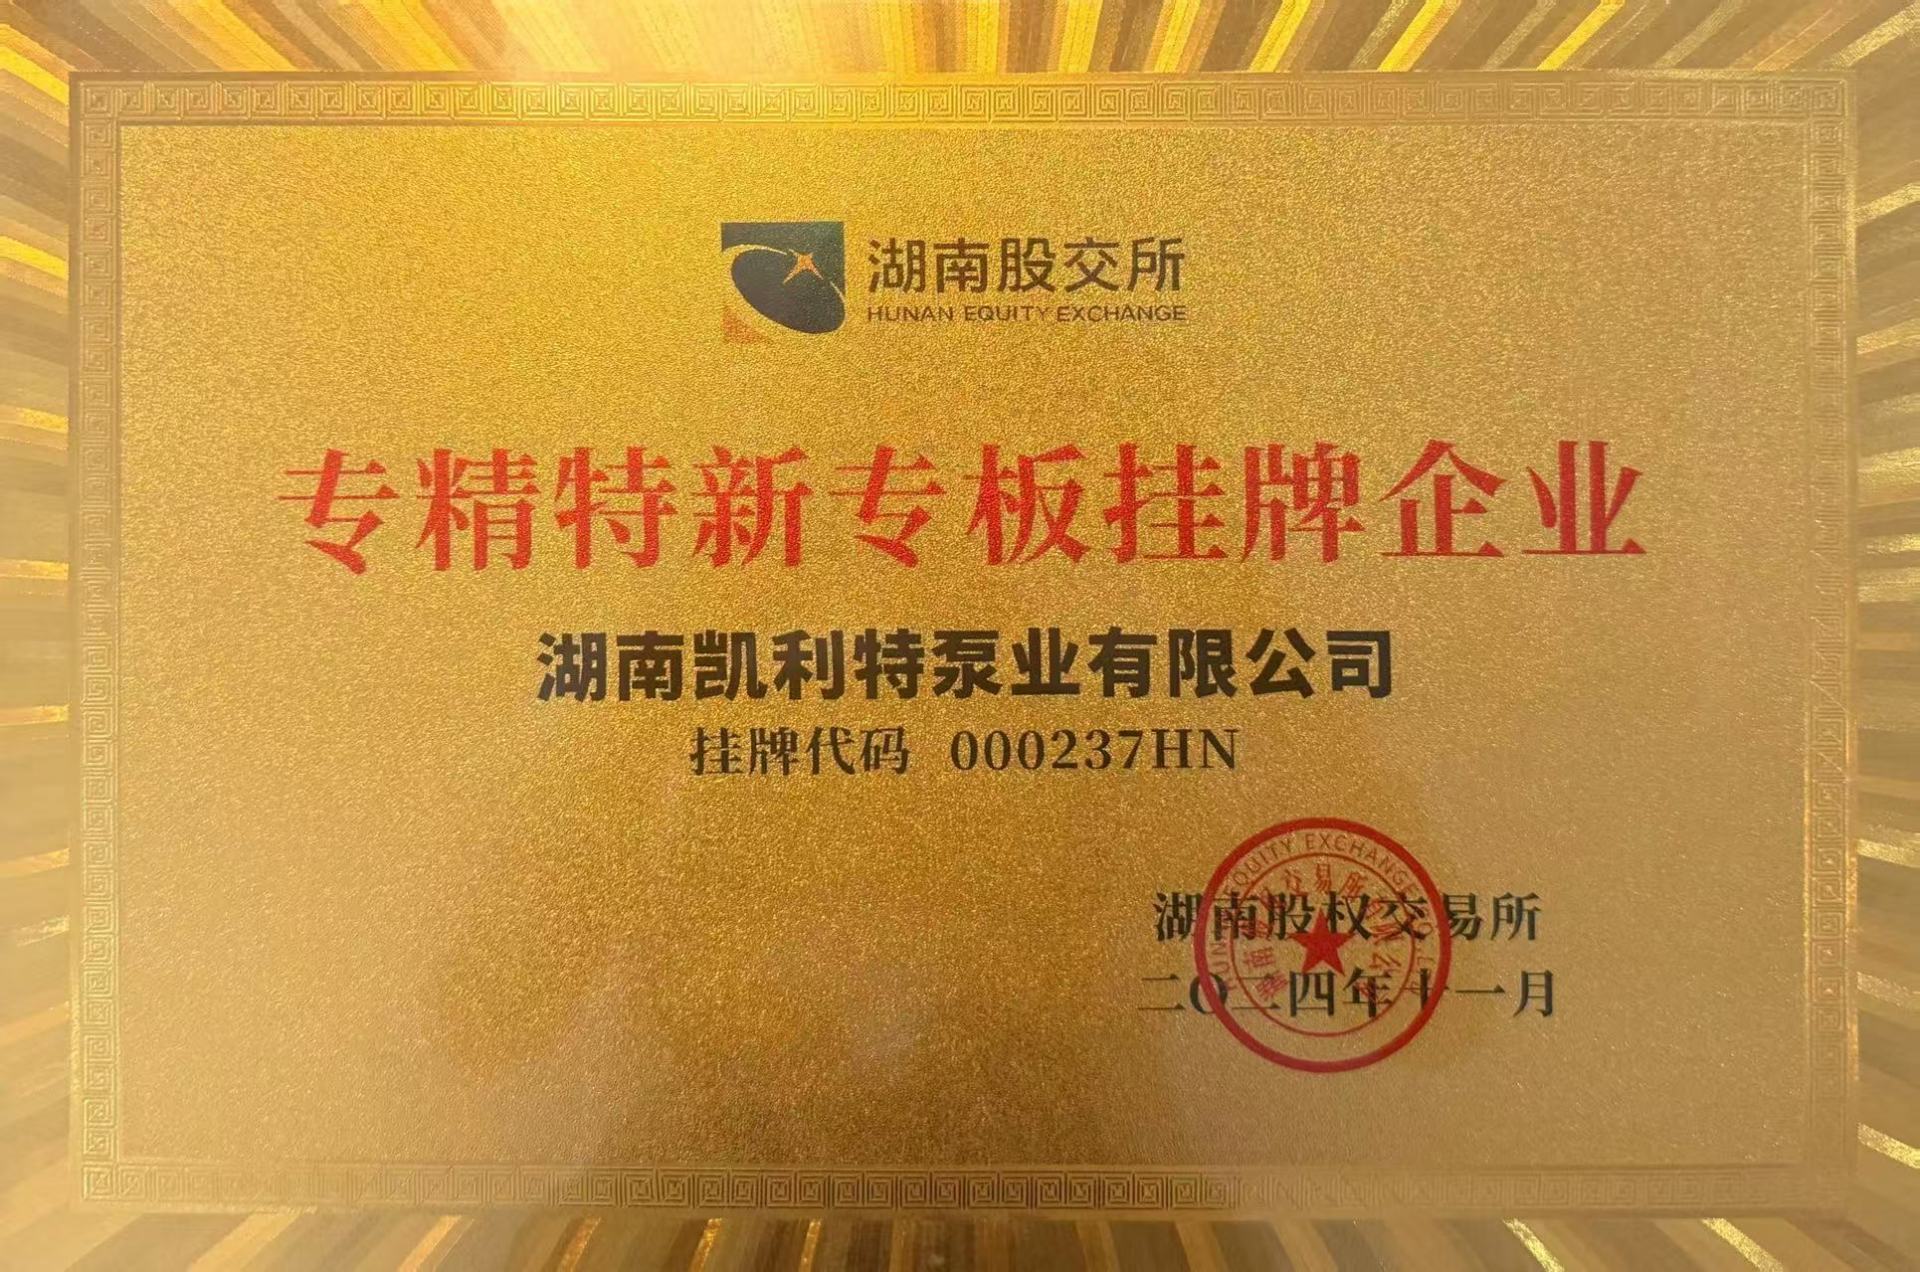 湖南股交所
HUNAN EQUITY EXCHANGE
专精特新专板挂牌企业
湖南凯利特泵业有限公司
挂牌代码 000237HN
湖南股权交易所
二〇二四年十一月
EQUITY EXCHANGE